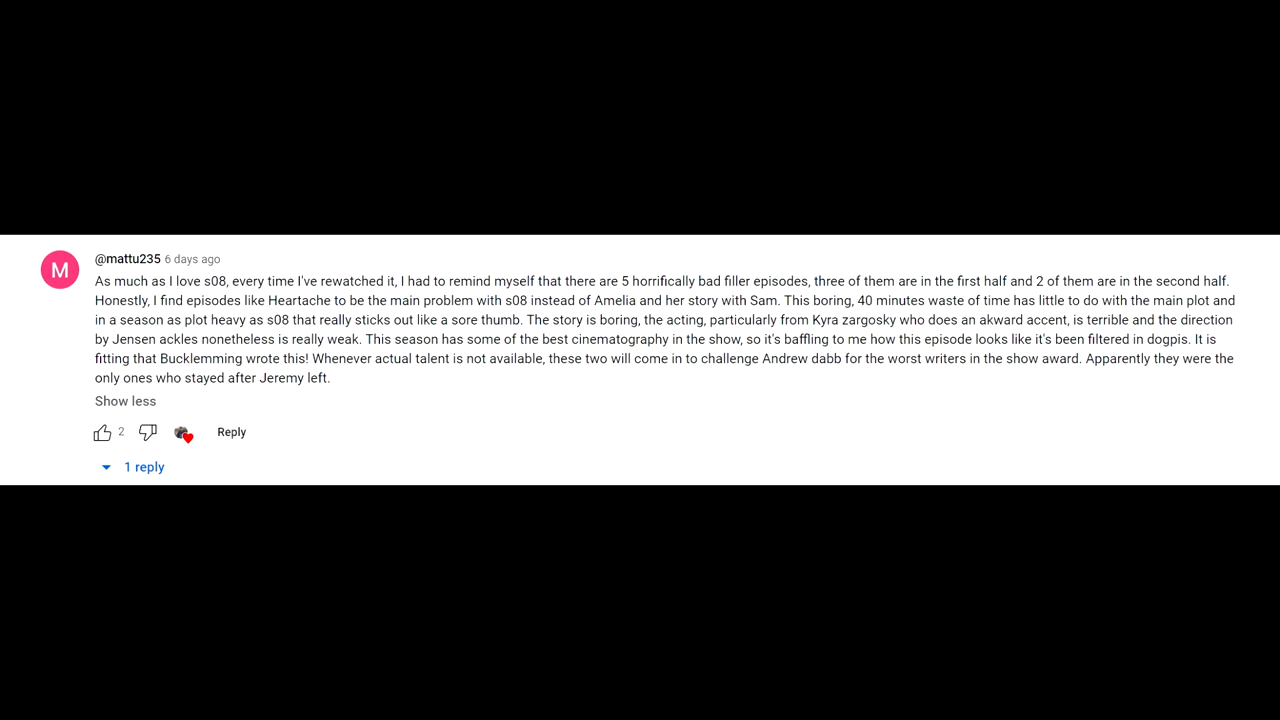 M
@mattu235 6 days ago
As much as I love s08, every time I've rewatched it, I had to remind myself that there are 5 horrifically bad filler episodes, three of them are in the first half and 2 of them are in the second half.
Honestly, I find episodes like Heartache to be the main problem with s08 instead of Amelia and her story with Sam. This boring, 40 minutes waste of time has little to do with the main plot and
in a season as plot heavy as s08 that really sticks out like a sore thumb. The story is boring, the acting, particularly from Kyra zargosky who does an akward accent, is terrible and the direction
by Jensen ackles nonetheless is really weak. This season has some of the best cinematography in the show, so it's baffling to me how this episode looks like it's been filtered in dogpis. It is
fitting that Bucklemming wrote this! Whenever actual talent is not available, these two will come in to challenge Andrew dabb for the worst writers in the show award. Apparently they were the
only ones who stayed after Jeremy left.
Show less
2 Reply
1 reply